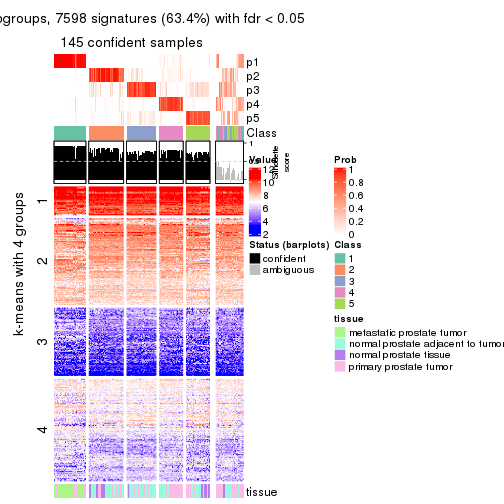 ogroups, 7598 signatures (63.4%) with fdr < 0.05
145 confident samples
p1
p2
p3
p4
p5
Class
1
Silhouette
score
Value
12
10
8
6
4
2
Prob
1
0.8
0.6
0.4
0.2
0
Status (barplots)
confident
ambiguous
Class
1
2
3
4
5
tissue
metastatic prostate tumor
normal prostate adjacent to tumor
normal prostate tissue
primary prostate tumor
k-means with 4 groups
1
2
3
4
tissue